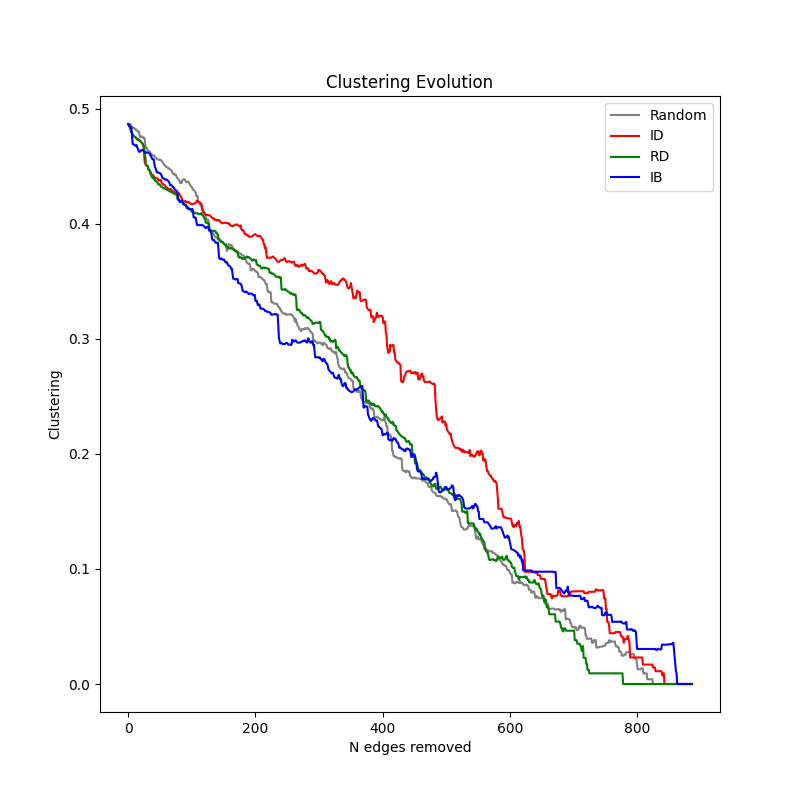 Clustering Evolution
0.5
0.4
0.3
0.2
0.1
0.0
Clustering
Random
ID
RD
IB
0
200
400
600
800
N edges removed